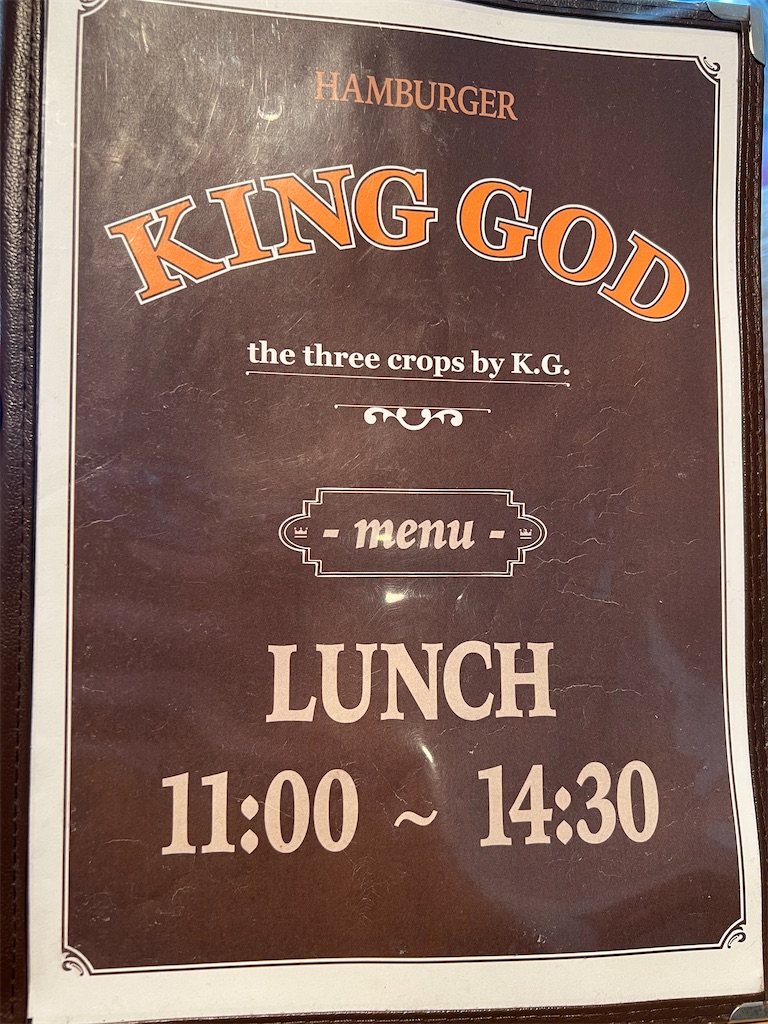 HAMBURGER
KING GOD
the three crops by K.G.
- menu -
LUNCH
11:00 ~ 14:30